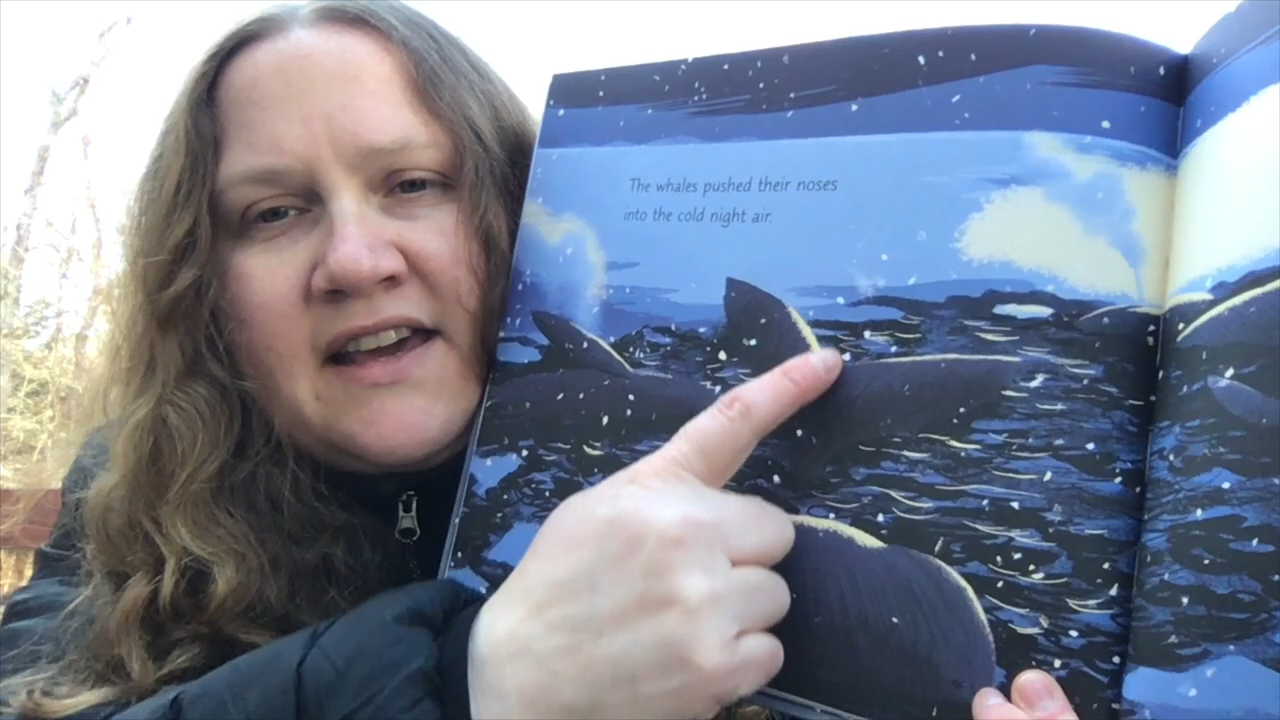 The whales pushed their noses
into the cold night air.